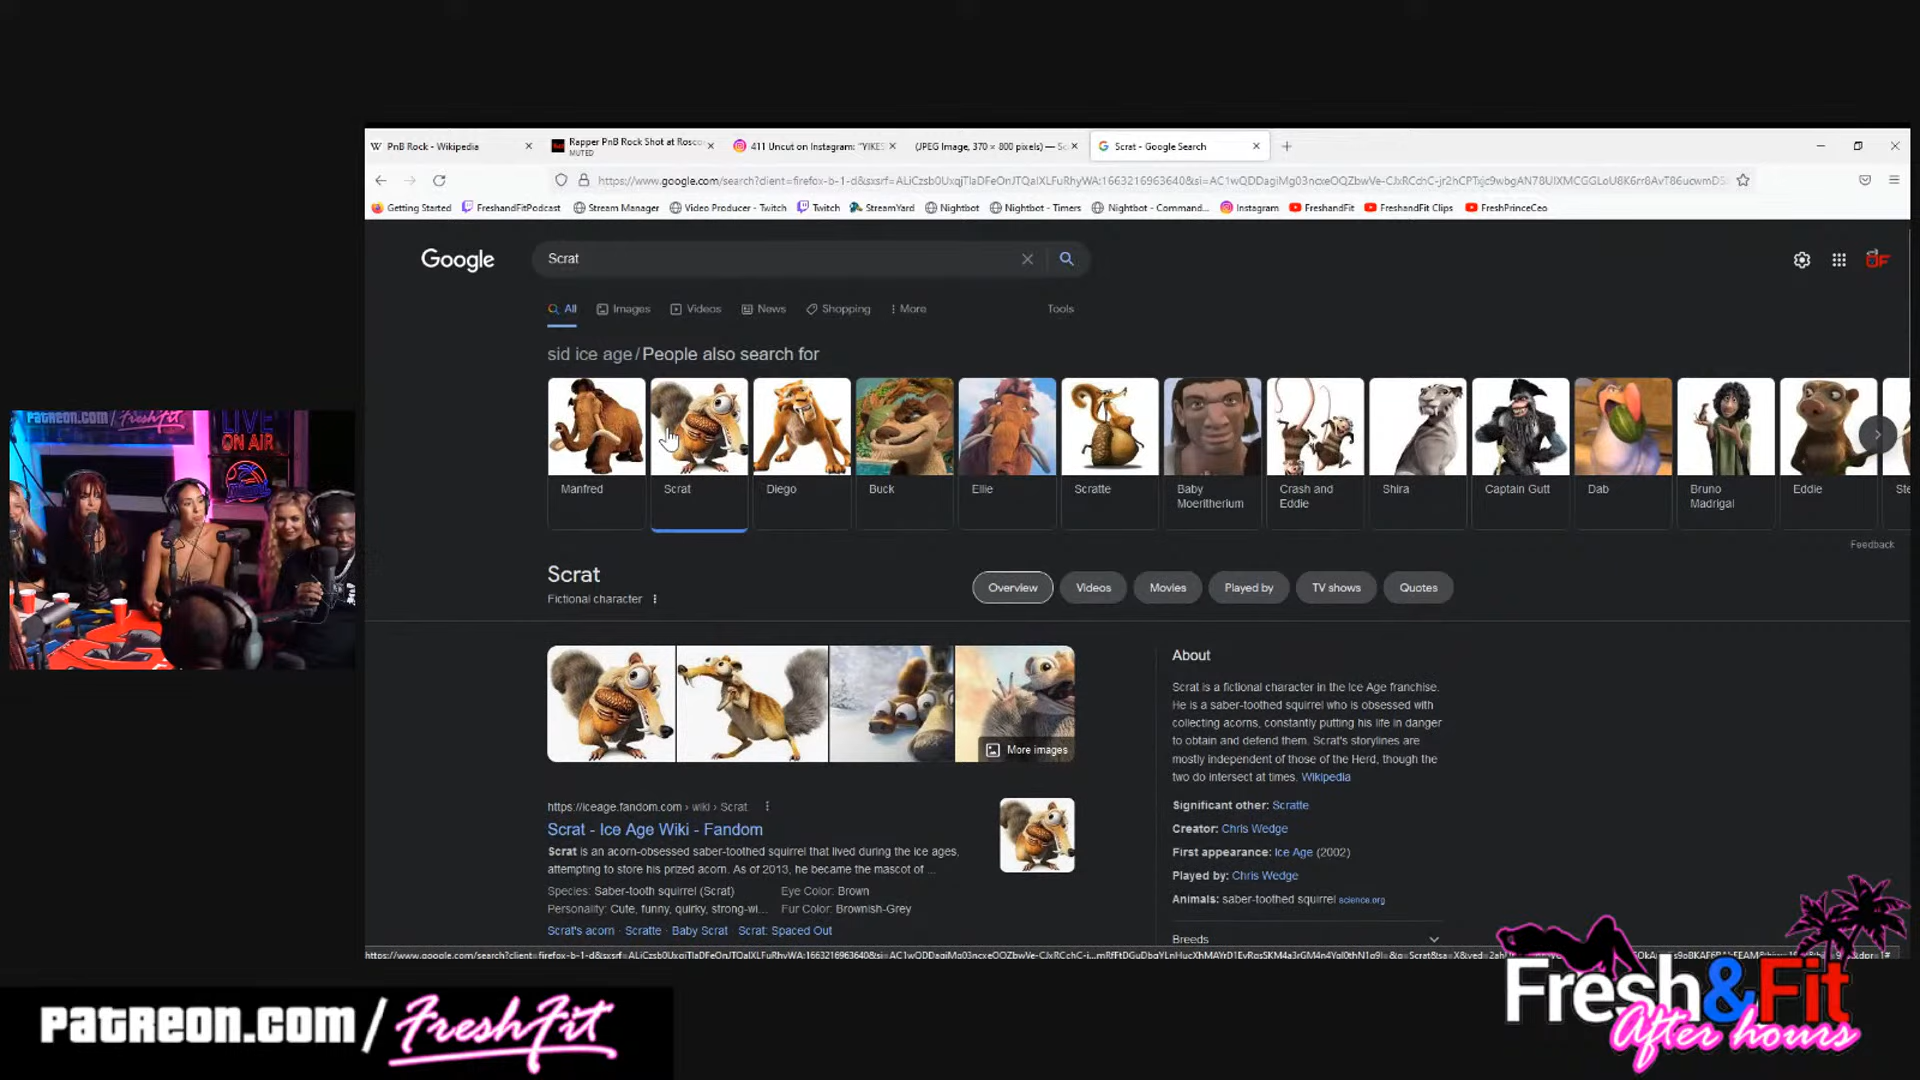 PnB Rock - Wikipedia
Rapper PnB Rock Shot at Rosco
MUTED
411 Uncut on Instagram: "YIKES
(JPEG Image, 370 × 800 pixels) — Sc
Scrat - Google Search
Getting Started
FreshandFitPodcast
Stream Manager
Video Producer - Twitch
Twitch
StreamYard
Nightbot
Nightbot - Timers
Nightbot - Command...
Instagram
FreshandFit
FreshandFit Clips
FreshPrinceCeo
Google
Scrat
All
Images
Videos
News
Shopping
More
Tools
sid ice age / People also search for
Manfred
Scrat
Diego
Buck
Ellie
Scratte
Baby
Moeritherium
Crash and
Eddie
Shira
Captain Gutt
Dab
Bruno
Madrigal
Eddie
Ste
Feedback
Scrat
Fictional character
Overview
Videos
Movies
Played by
TV shows
Quotes
More images
https://iceage.fandom.com › wiki › Scrat
Scrat - Ice Age Wiki - Fandom
Scrat is an acorn-obsessed saber-toothed squirrel that lived during the ice ages,
attempting to store his prized acorn. As of 2013, he became the mascot of ...
Species: Saber-tooth squirrel (Scrat)
Eye Color: Brown
Personality: Cute, funny, quirky, strong-wi...
Fur Color: Brownish-Grey
Scrat's acorn · Scratte · Baby Scrat · Scrat: Spaced Out
About
Scrat is a fictional character in the Ice Age franchise.
He is a saber-toothed squirrel who is obsessed with
collecting acorns, constantly putting his life in danger
to obtain and defend them. Scrat's storylines are
mostly independent of those of the Herd, though the
two do intersect at times. Wikipedia
Significant other: Scratte
Creator: Chris Wedge
First appearance: Ice Age (2002)
Played by: Chris Wedge
Animals: saber-toothed squirrel science.org
Breeds
Patreon.com/FreshFit
LIVE
ON AIR
Patreon.com/FreshFit
Fresh&Fit
After hours